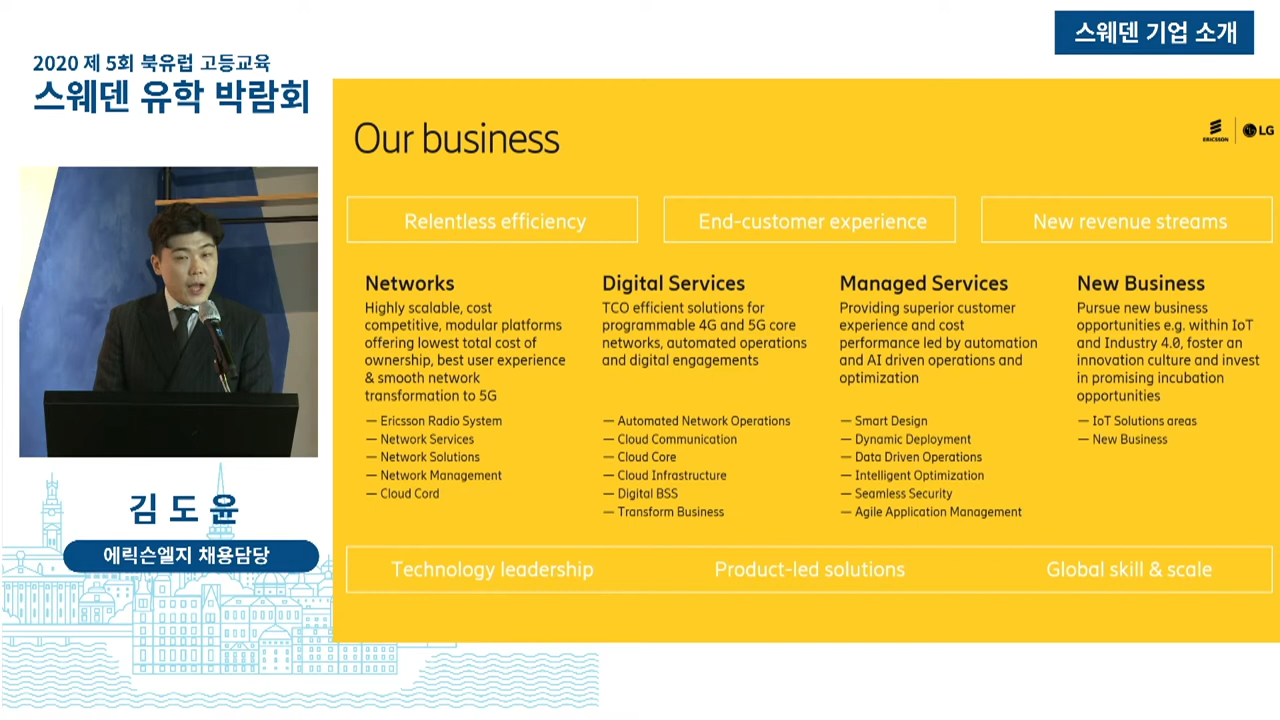 스웨덴 기업 소개
2020 제 5회 북유럽 고등교육
스웨덴 유학 박람회
Our business
ERICSSON
LG
Relentless efficiency
End-customer experience
New revenue streams
Networks
Highly scalable, cost
competitive, modular platforms
offering lowest total cost of
ownership, best user experience
& smooth network
transformation to 5G
— Ericsson Radio System
— Network Services
— Network Solutions
— Network Management
— Cloud Cord
Digital Services
TCO efficient solutions for
programmable 4G and 5G core
networks, automated operations
and digital engagements
— Automated Network Operations
— Cloud Communication
— Cloud Core
— Cloud Infrastructure
— Digital BSS
— Transform Business
Managed Services
Providing superior customer
experience and cost
performance led by automation
and AI driven operations and
optimization
— Smart Design
— Dynamic Deployment
— Data Driven Operations
— Intelligent Optimization
— Seamless Security
— Agile Application Management
New Business
Pursue new business
opportunities e.g. within IoT
and Industry 4.0, foster an
innovation culture and invest
in promising incubation
opportunities
— IoT Solutions areas
— New Business
Technology leadership
Product-led solutions
Global skill & scale
김 도 윤
에릭슨엘지 채용담당